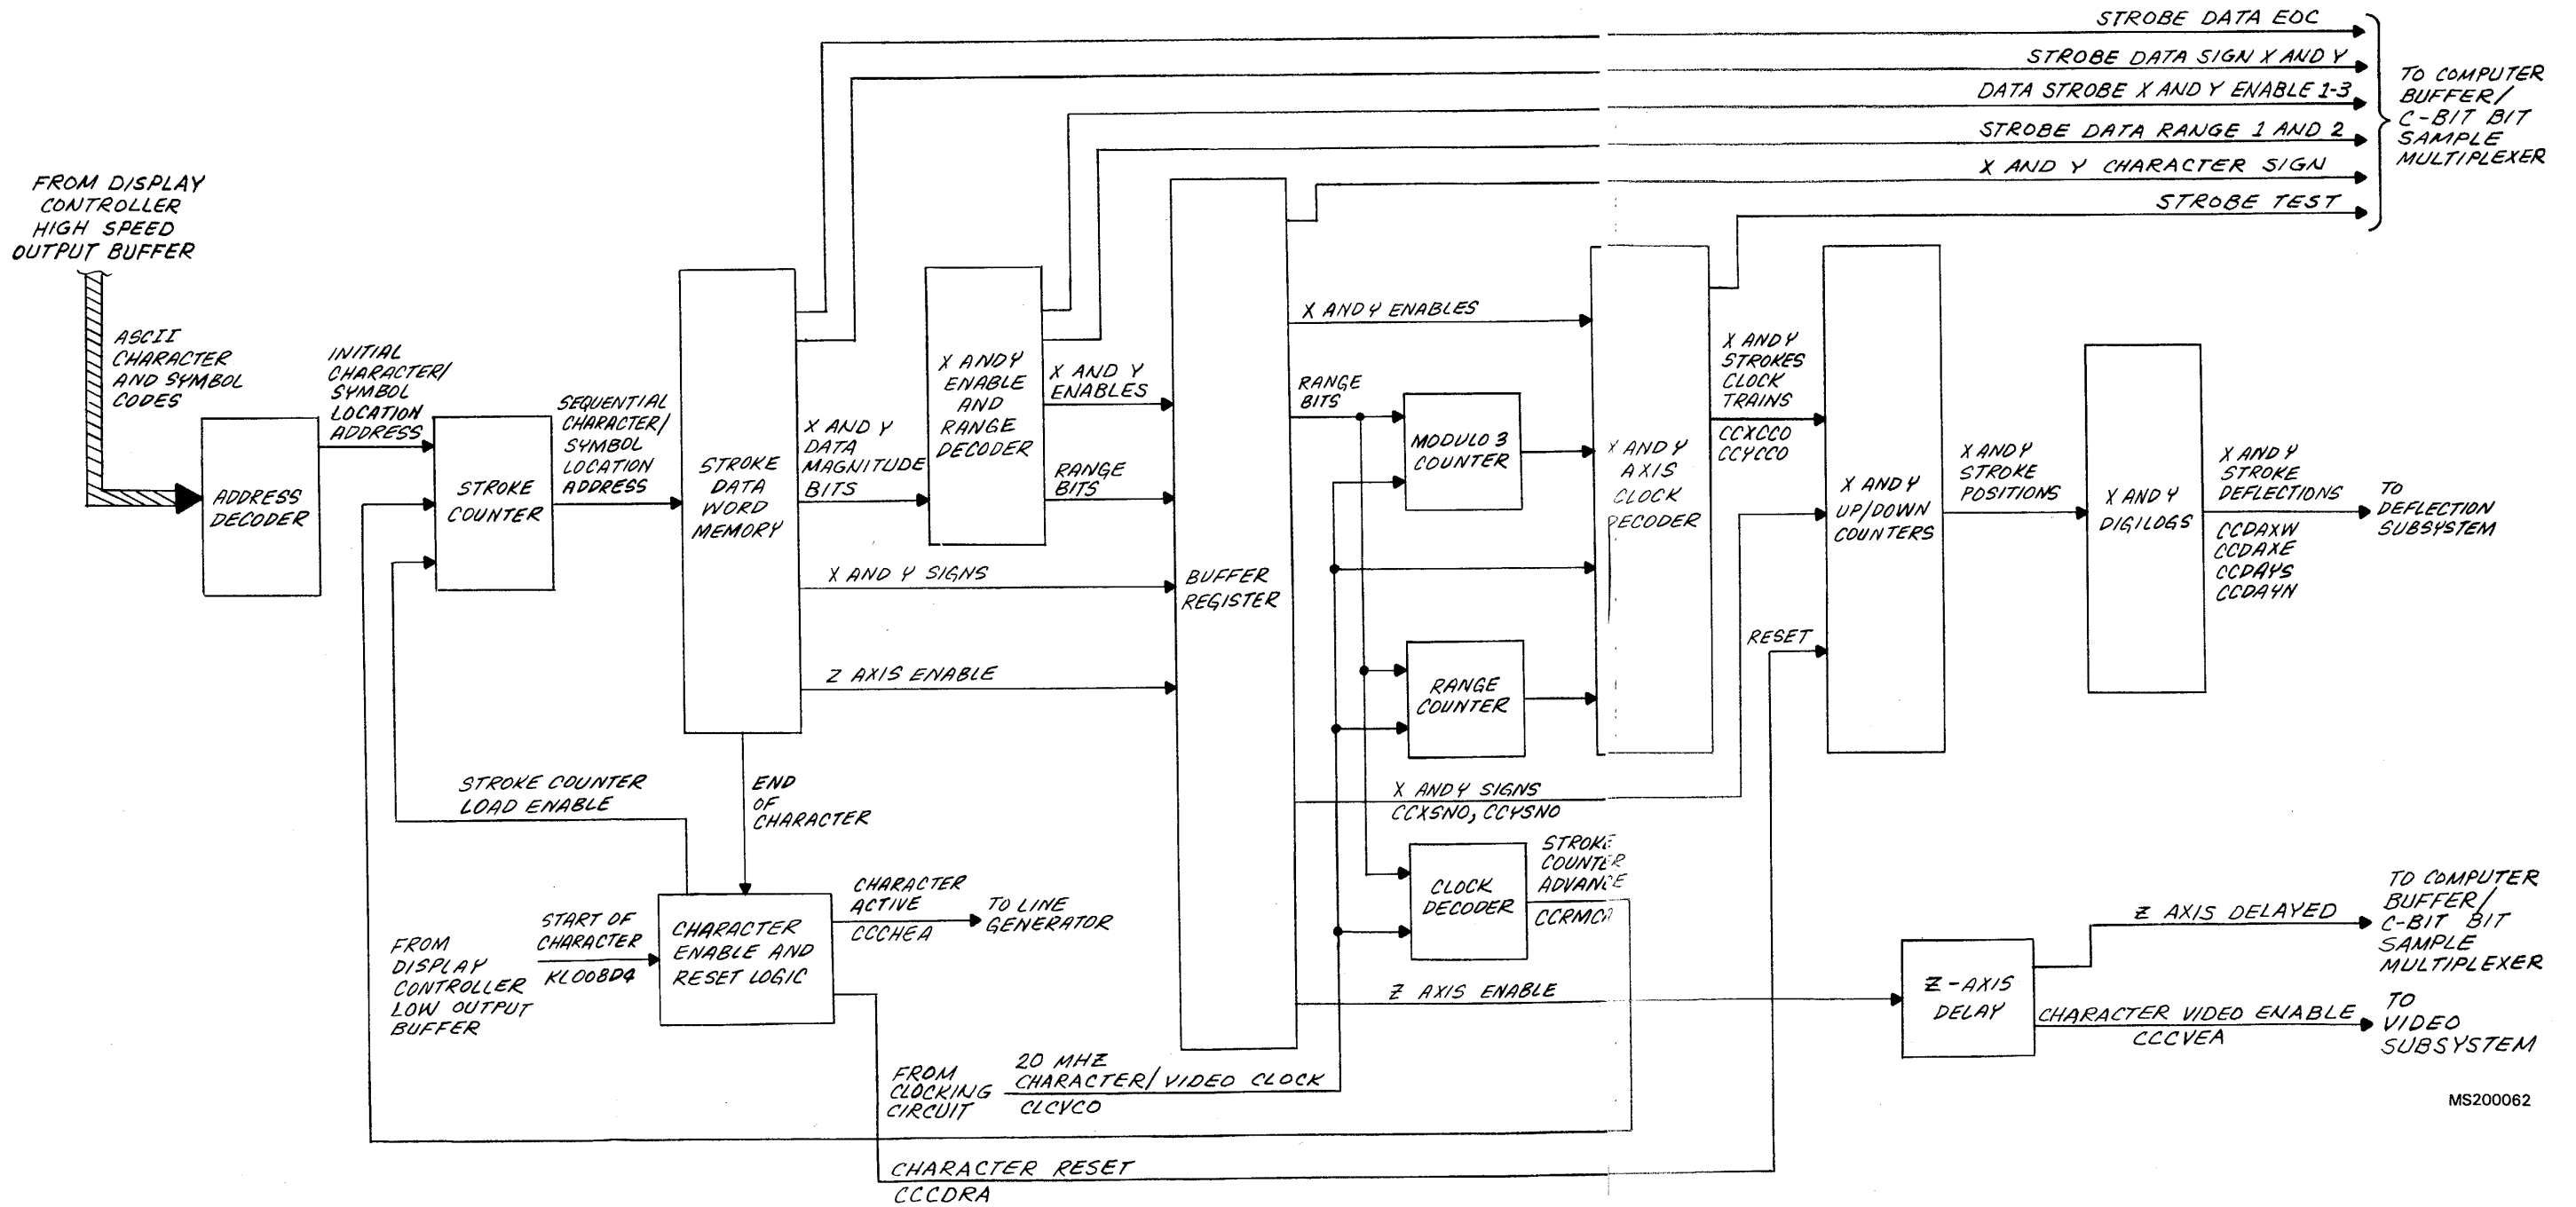 STROBE DATA EOC
STROBE DATA SIGN X AND Y
DATA STROBE X AND Y ENABLE 1-3
STROBE DATA RANGE 1 AND 2
X AND Y CHARACTER SIGN
STROBE TEST
TO COMPUTER
BUFFER/
C-BIT BIT
SAMPLE
MULTIPLEXER
FROM DISPLAY
CONTROLLER
HIGH SPEED
OUTPUT BUFFER
ASCII
CHARACTER
AND SYMBOL
CODES
ADDRESS
DECODER
INITIAL
CHARACTER/
SYMBOL
LOCATION
ADDRESS
STROKE
COUNTER
SEQUENTIAL
CHARACTER/
SYMBOL
LOCATION
ADDRESS
STROKE
DATA
WORD
MEMORY
X AND Y
DATA
MAGNITUDE
BITS
X AND Y
ENABLE
AND
RANGE
DECODER
X AND Y
ENABLES
RANGE
BITS
X AND Y SIGNS
Z AXIS ENABLE
BUFFER
REGISTER
X AND Y ENABLES
RANGE
BITS
MODULO 3
COUNTER
RANGE
COUNTER
X AND Y
AXIS
CLOCK
DECODER
X AND Y
STROKES
CLOCK
TRAINS
CCXCCO
CCYCCO
X AND Y
UP/DOWN
COUNTERS
RESET
X AND Y
STROKE
POSITIONS
X AND Y
DIGILOGS
X AND Y
STROKE
DEFLECTIONS
CCDAXW
CCDAXE
CCDAYS
CCDAYN
TO
DEFLECTION
SUBSYSTEM
X AND Y SIGNS
CCXSNO, CCYSNO
STROKE
COUNTER
ADVANCE
CCRMCA
CLOCK
DECODER
Z AXIS ENABLE
STROKE COUNTER
LOAD ENABLE
END
OF
CHARACTER
FROM
DISPLAY
CONTROLLER
LOW OUTPUT
BUFFER
START OF
CHARACTER
KLOO8D4
CHARACTER
ENABLE AND
RESET LOGIC
CHARACTER
ACTIVE
CCCHEA
TO LINE
GENERATOR
FROM
CLOCKING
CIRCUIT
20 MHZ
CHARACTER/VIDEO CLOCK
CLCVCO
CHARACTER RESET
CCCDRA
Z-AXIS
DELAY
Z AXIS DELAYED
TO COMPUTER
BUFFER/
C-BIT BIT
SAMPLE
MULTIPLEXER
CHARACTER VIDEO ENABLE
CCCVEA
TO
VIDEO
SUBSYSTEM
MS200062